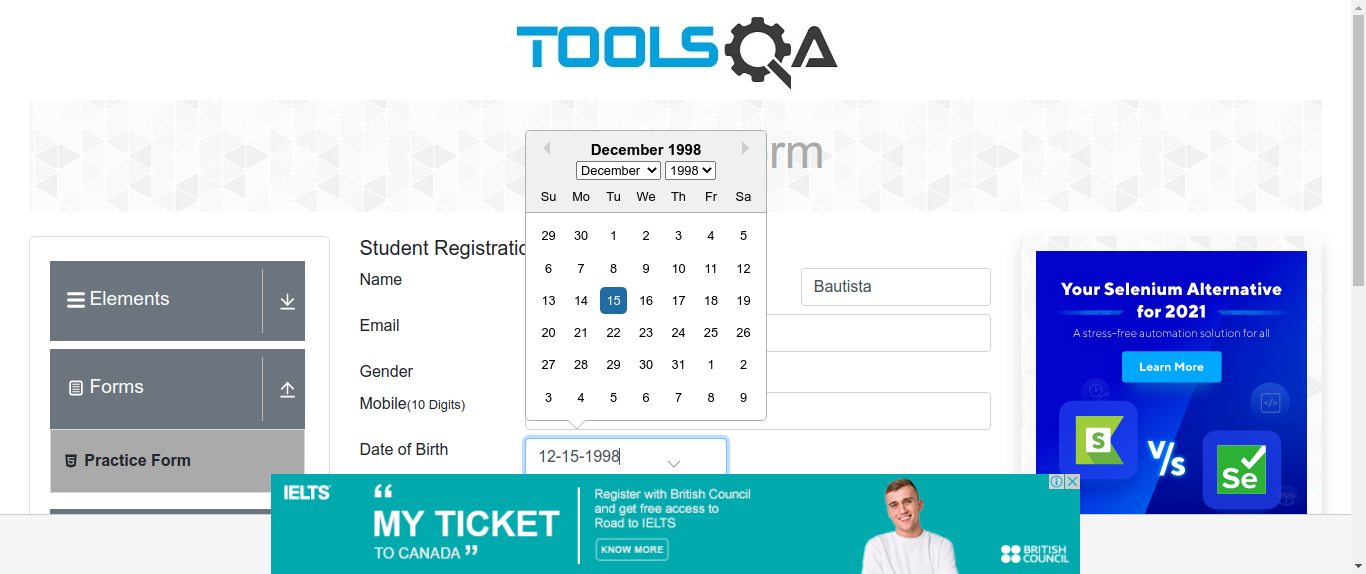 TOOLSQA
rm
December 1998
December 1998
Su Mo Tu We Th Fr Sa
29 30 1 2 3 4 5
6 7 8 9 10 11 12
13 14 15 16 17 18 19
20 21 22 23 24 25 26
27 28 29 30 31 1 2
3 4 5 6 7 8 9
Elements
Forms
Practice Form
Student Registratio
Name
Bautista
Email
Gender
Mobile(10 Digits)
Date of Birth
12-15-1998
Your Selenium Alternative
for 2021
A stress-free automation solution for all
Learn More
S
V/s
Se
IELTS
“
MY TICKET
TO CANADA ”
Register with British Council
and get free access to
Road to IELTS
KNOW MORE
BRITISH
COUNCIL